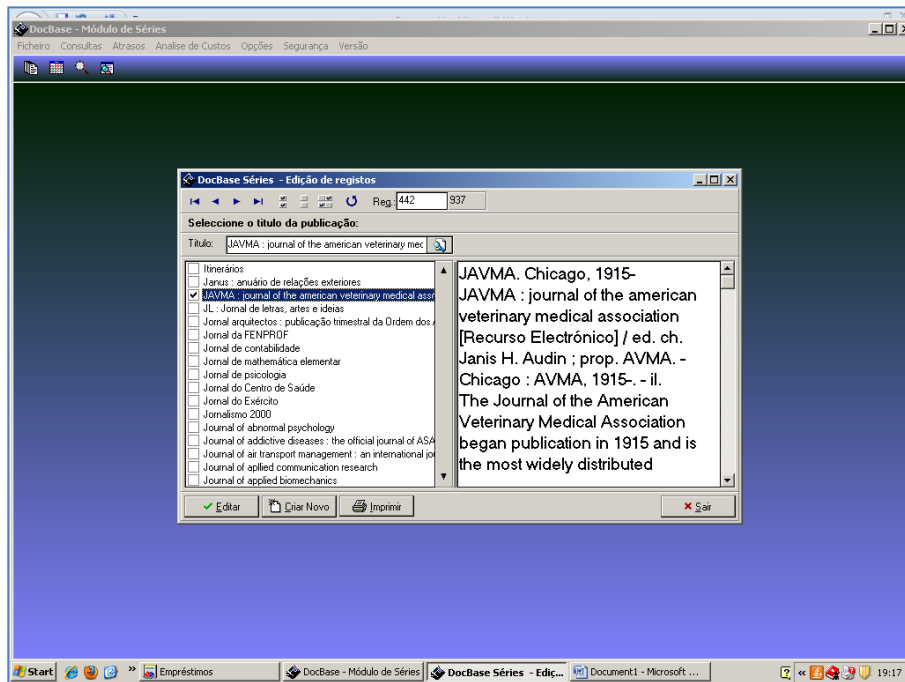 DocBase - Módulo de Séries
Ficheiro Consultas Atrasos Analise de Custos Opções Segurança Versão
DocBase Séries - Edição de registos
Reg.: 442 937
Seleccione o título da publicação:
Título: JAVMA : journal of the american veterinary mec
Itinerários
Janus : anuário de relações exteriores
JAVMA : journal of the american veterinary medical asse
JL : Jornal de letras, artes e ideias
Jornal arquitectos : publicação trimestral da Ordem dos A
Jornal da FENPROF
Jornal de contabilidade
Jornal de mathemática elementar
Jornal de psicologia
Jornal do Centro de Saúde
Jornal do Exército
Jornalismo 2000
Journal of abnormal psychology
Journal of addictive diseases : the official journal of ASA
Journal of air transport management : an international jo
Journal of apllied communication research
Journal of applied biomechanics
JAVMA. Chicago, 1915-
JAVMA : journal of the american
veterinary medical association
[Recurso Electrónico] / ed. ch.
Janis H. Audin ; prop. AVMA. -
Chicago : AVMA, 1915-. - il.
The Journal of the American
Veterinary Medical Association
began publication in 1915 and is
the most widely distributed
Editar Criar Novo Imprimir Sair
Start Empréstimos DocBase - Módulo de Séries DocBase Séries - Ediç... Document1 - Microsoft ... 19:17